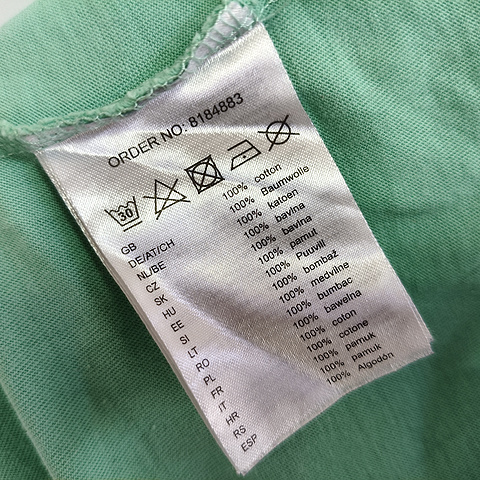 ORDER NO: 8184883
30
GB 100% cotton
DE/AT/CH 100% Baumwolle
NL/BE 100% katoen
CZ 100% bavlna
SK 100% bavlna
HU 100% pamut
EE 100% Puuvill
SI 100% bombaž
LT 100% medvilne
RO 100% bumbac
PL 100% bawelna
FR 100% coton
IT 100% cotone
HR 100% pamuk
RS 100% pamuk
ESP 100% Algodón